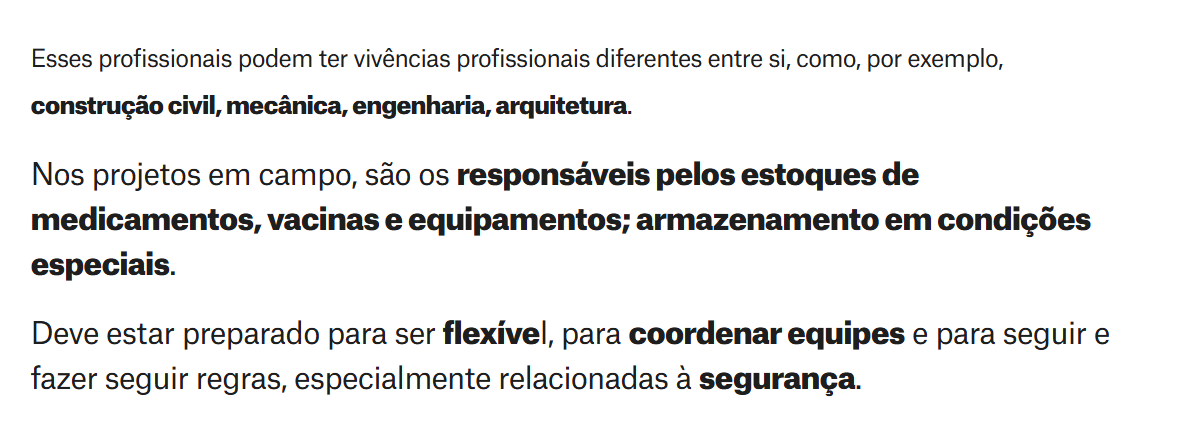 Esses profissionais podem ter vivências profissionais diferentes entre si, como, por exemplo,
construção civil, mecânica, engenharia, arquitetura.
Nos projetos em campo, são os responsáveis pelos estoques de
medicamentos, vacinas e equipamentos; armazenamento em condições
especiais.
Deve estar preparado para ser flexível, para coordenar equipes e para seguir e
fazer seguir regras, especialmente relacionadas à segurança.